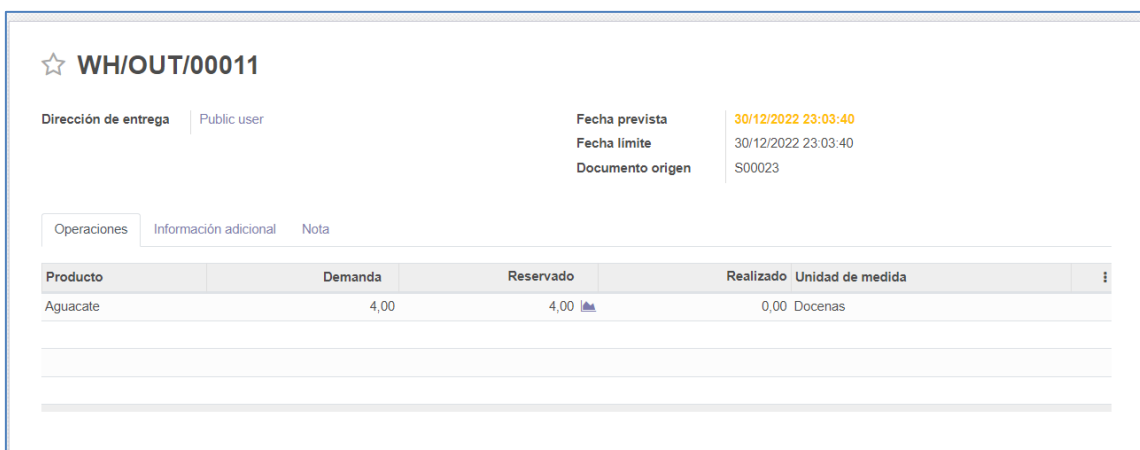 WH/OUT/00011
Dirección de entrega Public user
Fecha prevista 30/12/2022 23:03:40
Fecha límite 30/12/2022 23:03:40
Documento origen S00023
Operaciones Información adicional Nota
Producto Demanda Reservado Realizado Unidad de medida
Aguacate 4,00 4,00 0,00 Docenas